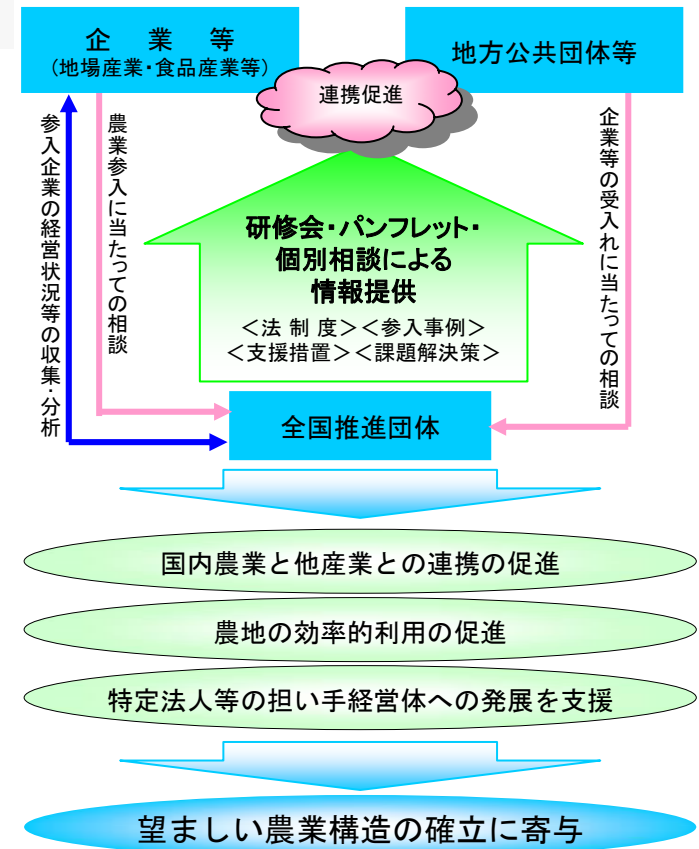 企　業　等
(地場産業・食品産業等)
地方公共団体等
連携促進
参入企業の経営状況等の収集・分析
農業参入に当たっての相談
企業等の受入れに当たっての相談
研修会・パンフレット・
個別相談による
情報提供
＜法 制 度＞＜参入事例＞
＜支援措置＞＜課題解決策＞
全国推進団体
国内農業と他産業との連携の促進
農地の効率的利用の促進
特定法人等の担い手経営体への発展を支援
望ましい農業構造の確立に寄与